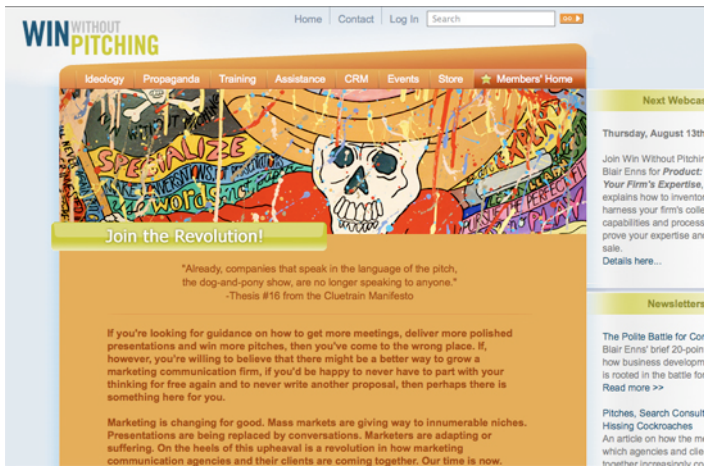 WIN WITHOUT
PITCHING
Home Contact Log In Search GO
Ideology Propaganda Training Assistance CRM Events Store Members' Home
WIN WITHOUT PITCHING
SPECIALIZE
words
Join the Revolution!
"Already, companies that speak in the language of the pitch,
the dog-and-pony show, are no longer speaking to anyone."
-Thesis #16 from the Cluetrain Manifesto
If you're looking for guidance on how to get more meetings, deliver more polished
presentations and win more pitches, then you've come to the wrong place. If,
however, you're willing to believe that there might be a better way to grow a
marketing communication firm, if you'd be happy to never have to part with your
thinking for free again and to never write another proposal, then perhaps there is
something here for you.
Marketing is changing for good. Mass markets are giving way to innumerable niches.
Presentations are being replaced by conversations. Marketers are adapting or
suffering. On the heels of this upheaval is a revolution in how marketing
communication agencies and their clients are coming together. Our time is now.
Next Webcas
Thursday, August 13th
Join Win Without Pitchin
Blair Enns for Product:
Your Firm's Expertise,
explains how to inventor
harness your firm's colle
capabilities and process
prove your expertise and
sale.
Details here...
Newsletters
The Polite Battle for Con
Blair Enns' brief 20-poin
how business developm
is rooted in the battle for
Read more >>
Pitches, Search Consult
Hissing Cockroaches
An article on how the me
which agencies and clie
together increasingly co